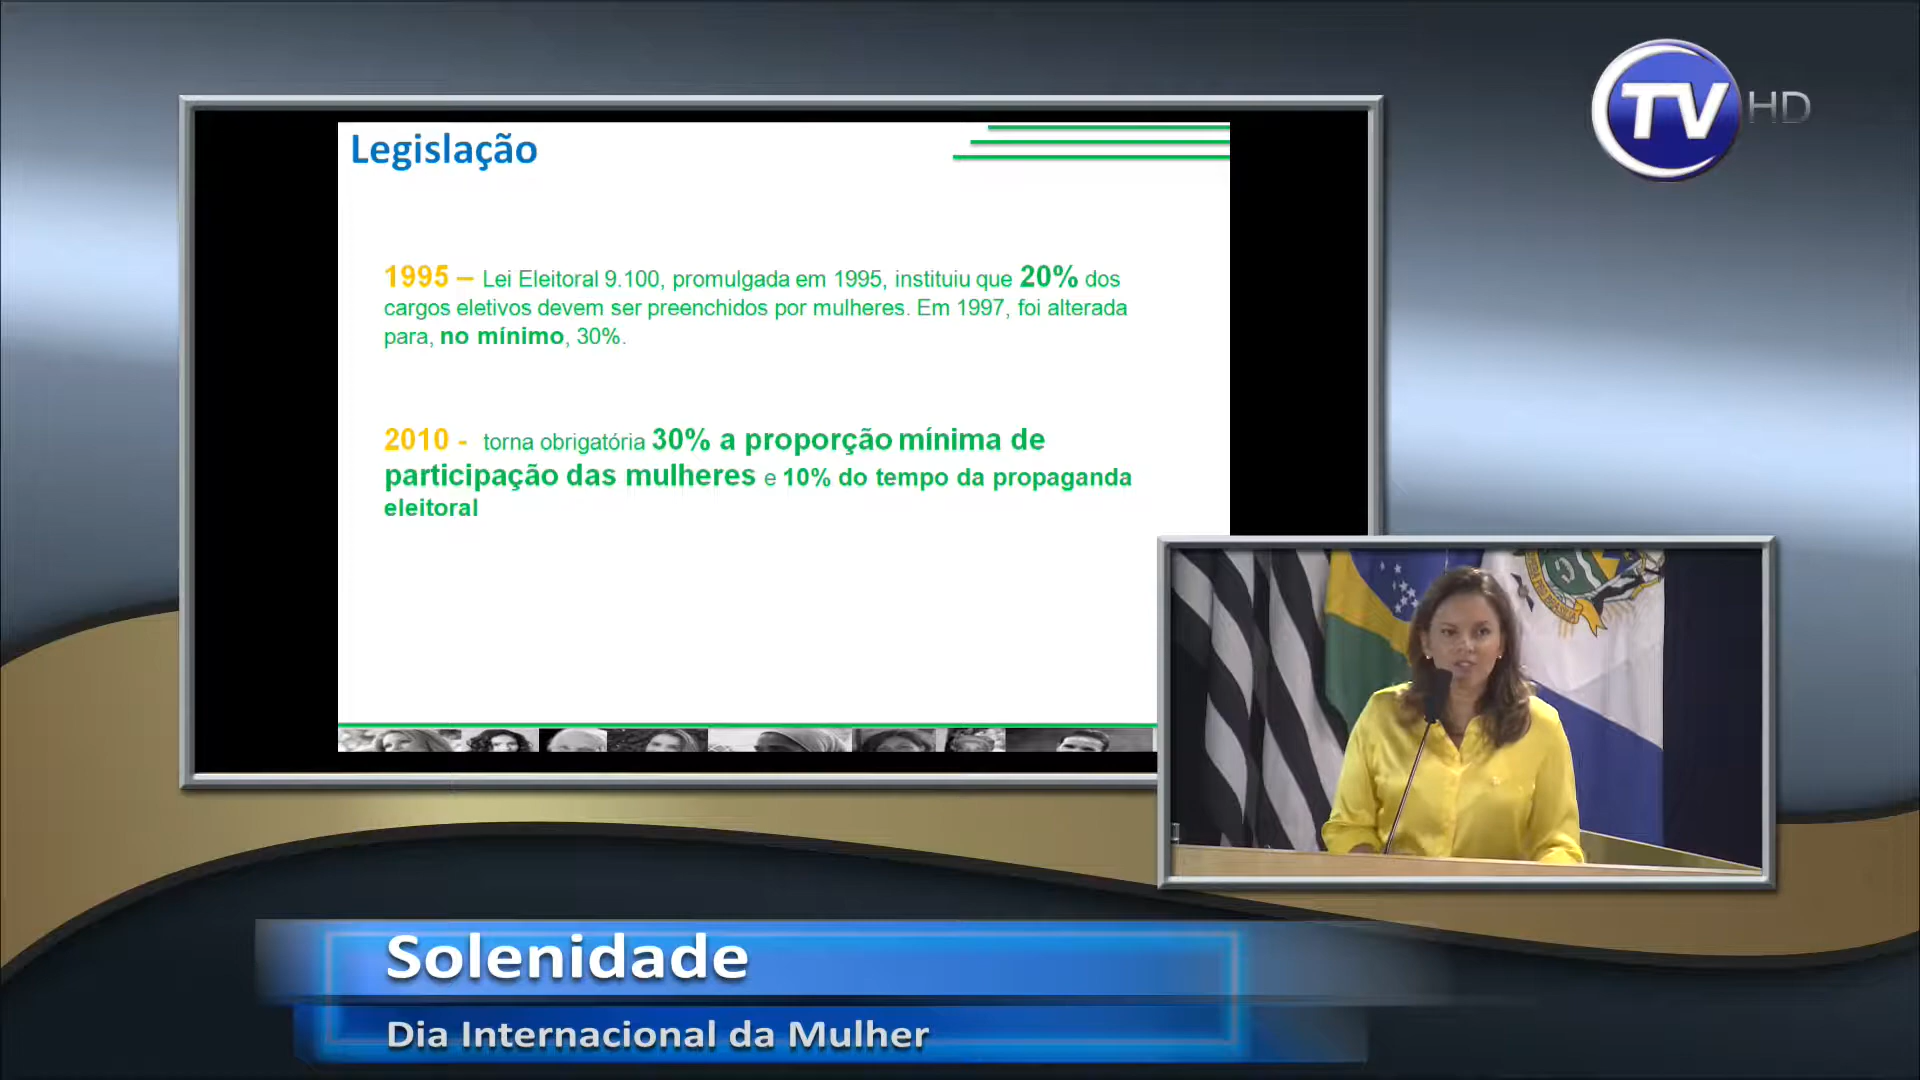 TV HD
Legislação
1995 – Lei Eleitoral 9.100, promulgada em 1995, instituiu que 20% dos
cargos eletivos devem ser preenchidos por mulheres. Em 1997, foi alterada
para, no mínimo, 30%.
2010 - torna obrigatória 30% a proporção mínima de
participação das mulheres e 10% do tempo da propaganda
eleitoral
Solenidade
Dia Internacional da Mulher